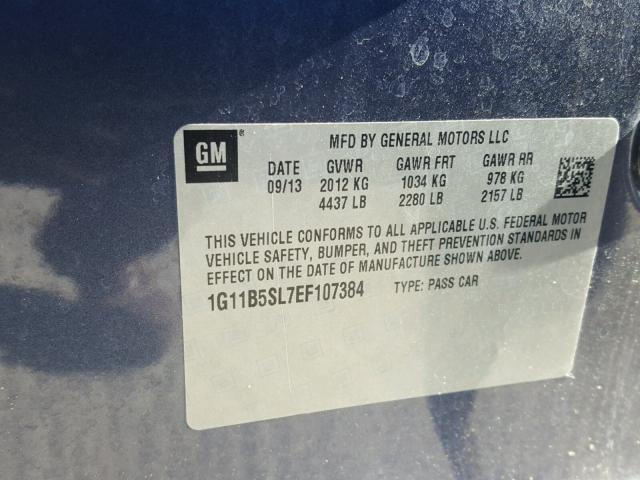 GM
MFD BY GENERAL MOTORS LLC
DATE GVWR GAWR FRT GAWR RR
09/13 2012 KG 1034 KG 978 KG
4437 LB 2280 LB 2157 LB
THIS VEHICLE CONFORMS TO ALL APPLICABLE U.S. FEDERAL MOTOR
VEHICLE SAFETY, BUMPER, AND THEFT PREVENTION STANDARDS IN
EFFECT ON THE DATE OF MANUFACTURE SHOWN ABOVE.
1G11B5SL7EF107384 TYPE: PASS CAR